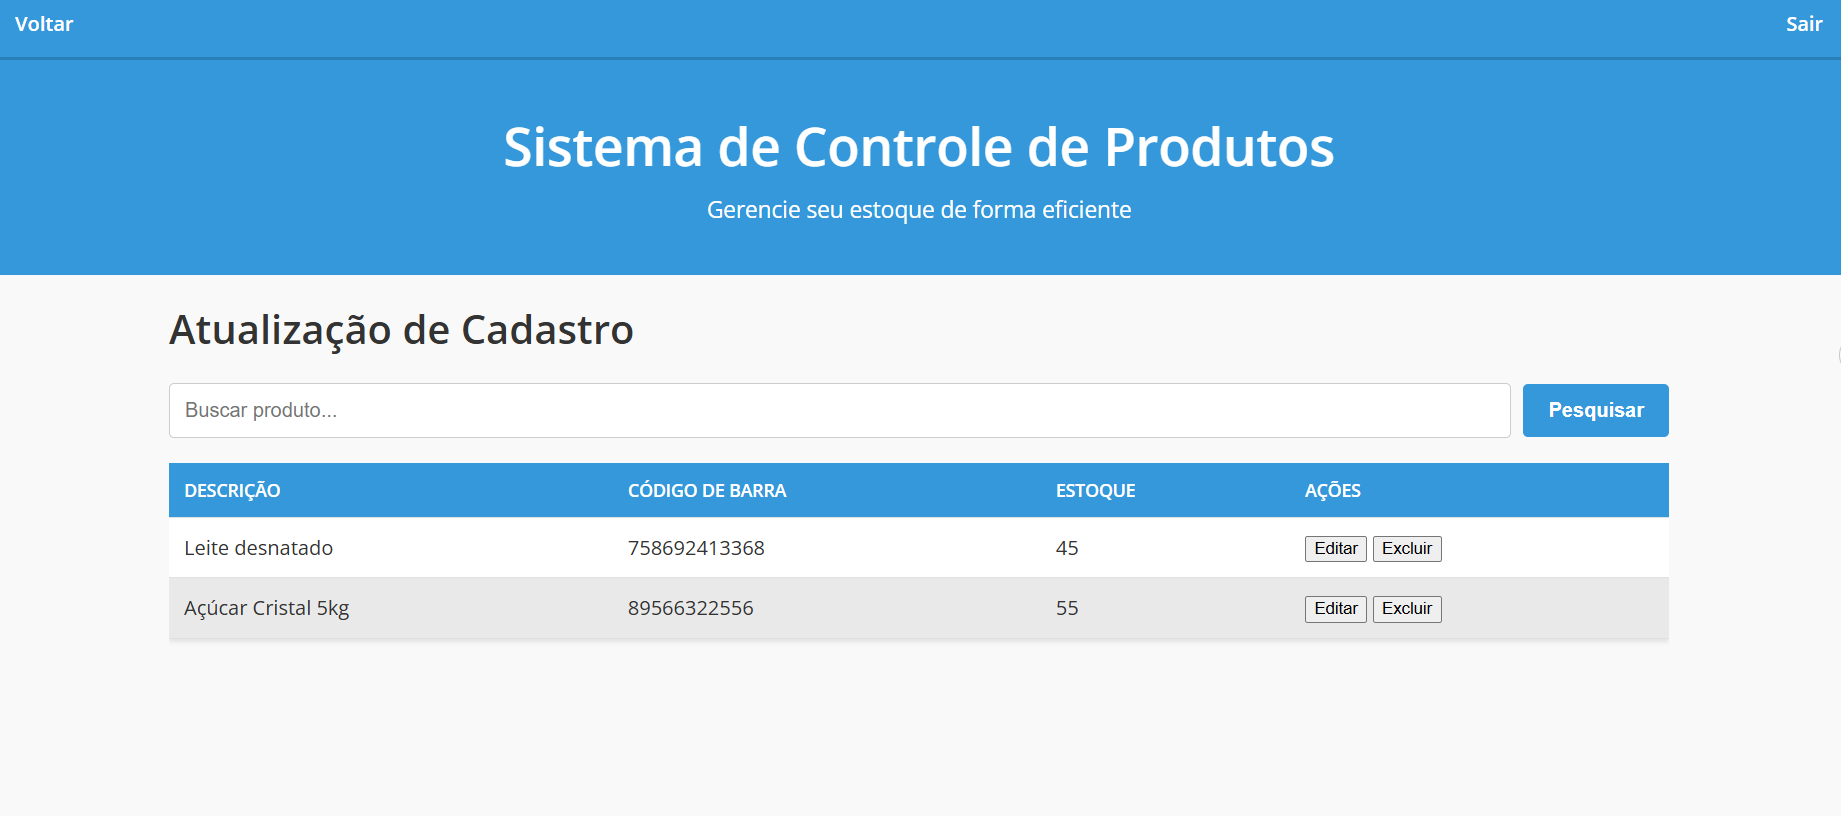 Voltar Sair
Sistema de Controle de Produtos
Gerencie seu estoque de forma eficiente
Atualização de Cadastro
Buscar produto... Pesquisar
DESCRIÇÃO CÓDIGO DE BARRA ESTOQUE AÇÕES
Leite desnatado 758692413368 45 Editar Excluir
Açúcar Cristal 5kg 89566322556 55 Editar Excluir